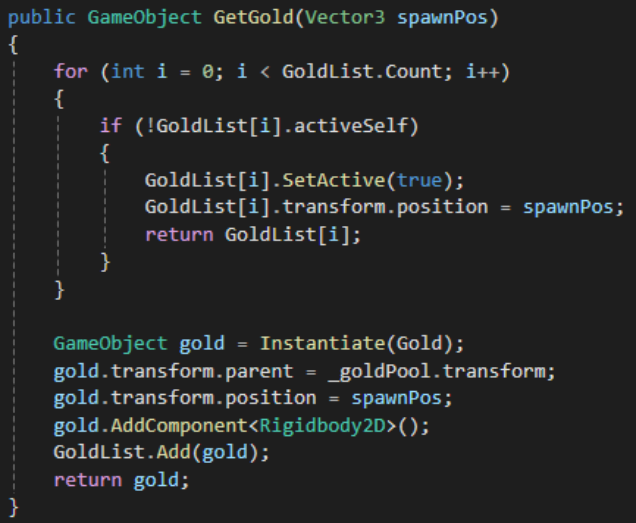 public GameObject GetGold(Vector3 spawnPos)
{
    for (int i = 0; i < GoldList.Count; i++)
    {
        if (!GoldList[i].activeSelf)
        {
            GoldList[i].SetActive(true);
            GoldList[i].transform.position = spawnPos;
            return GoldList[i];
        }
    }

    GameObject gold = Instantiate(Gold);
    gold.transform.parent = _goldPool.transform;
    gold.transform.position = spawnPos;
    gold.AddComponent<Rigidbody2D>();
    GoldList.Add(gold);
    return gold;
}